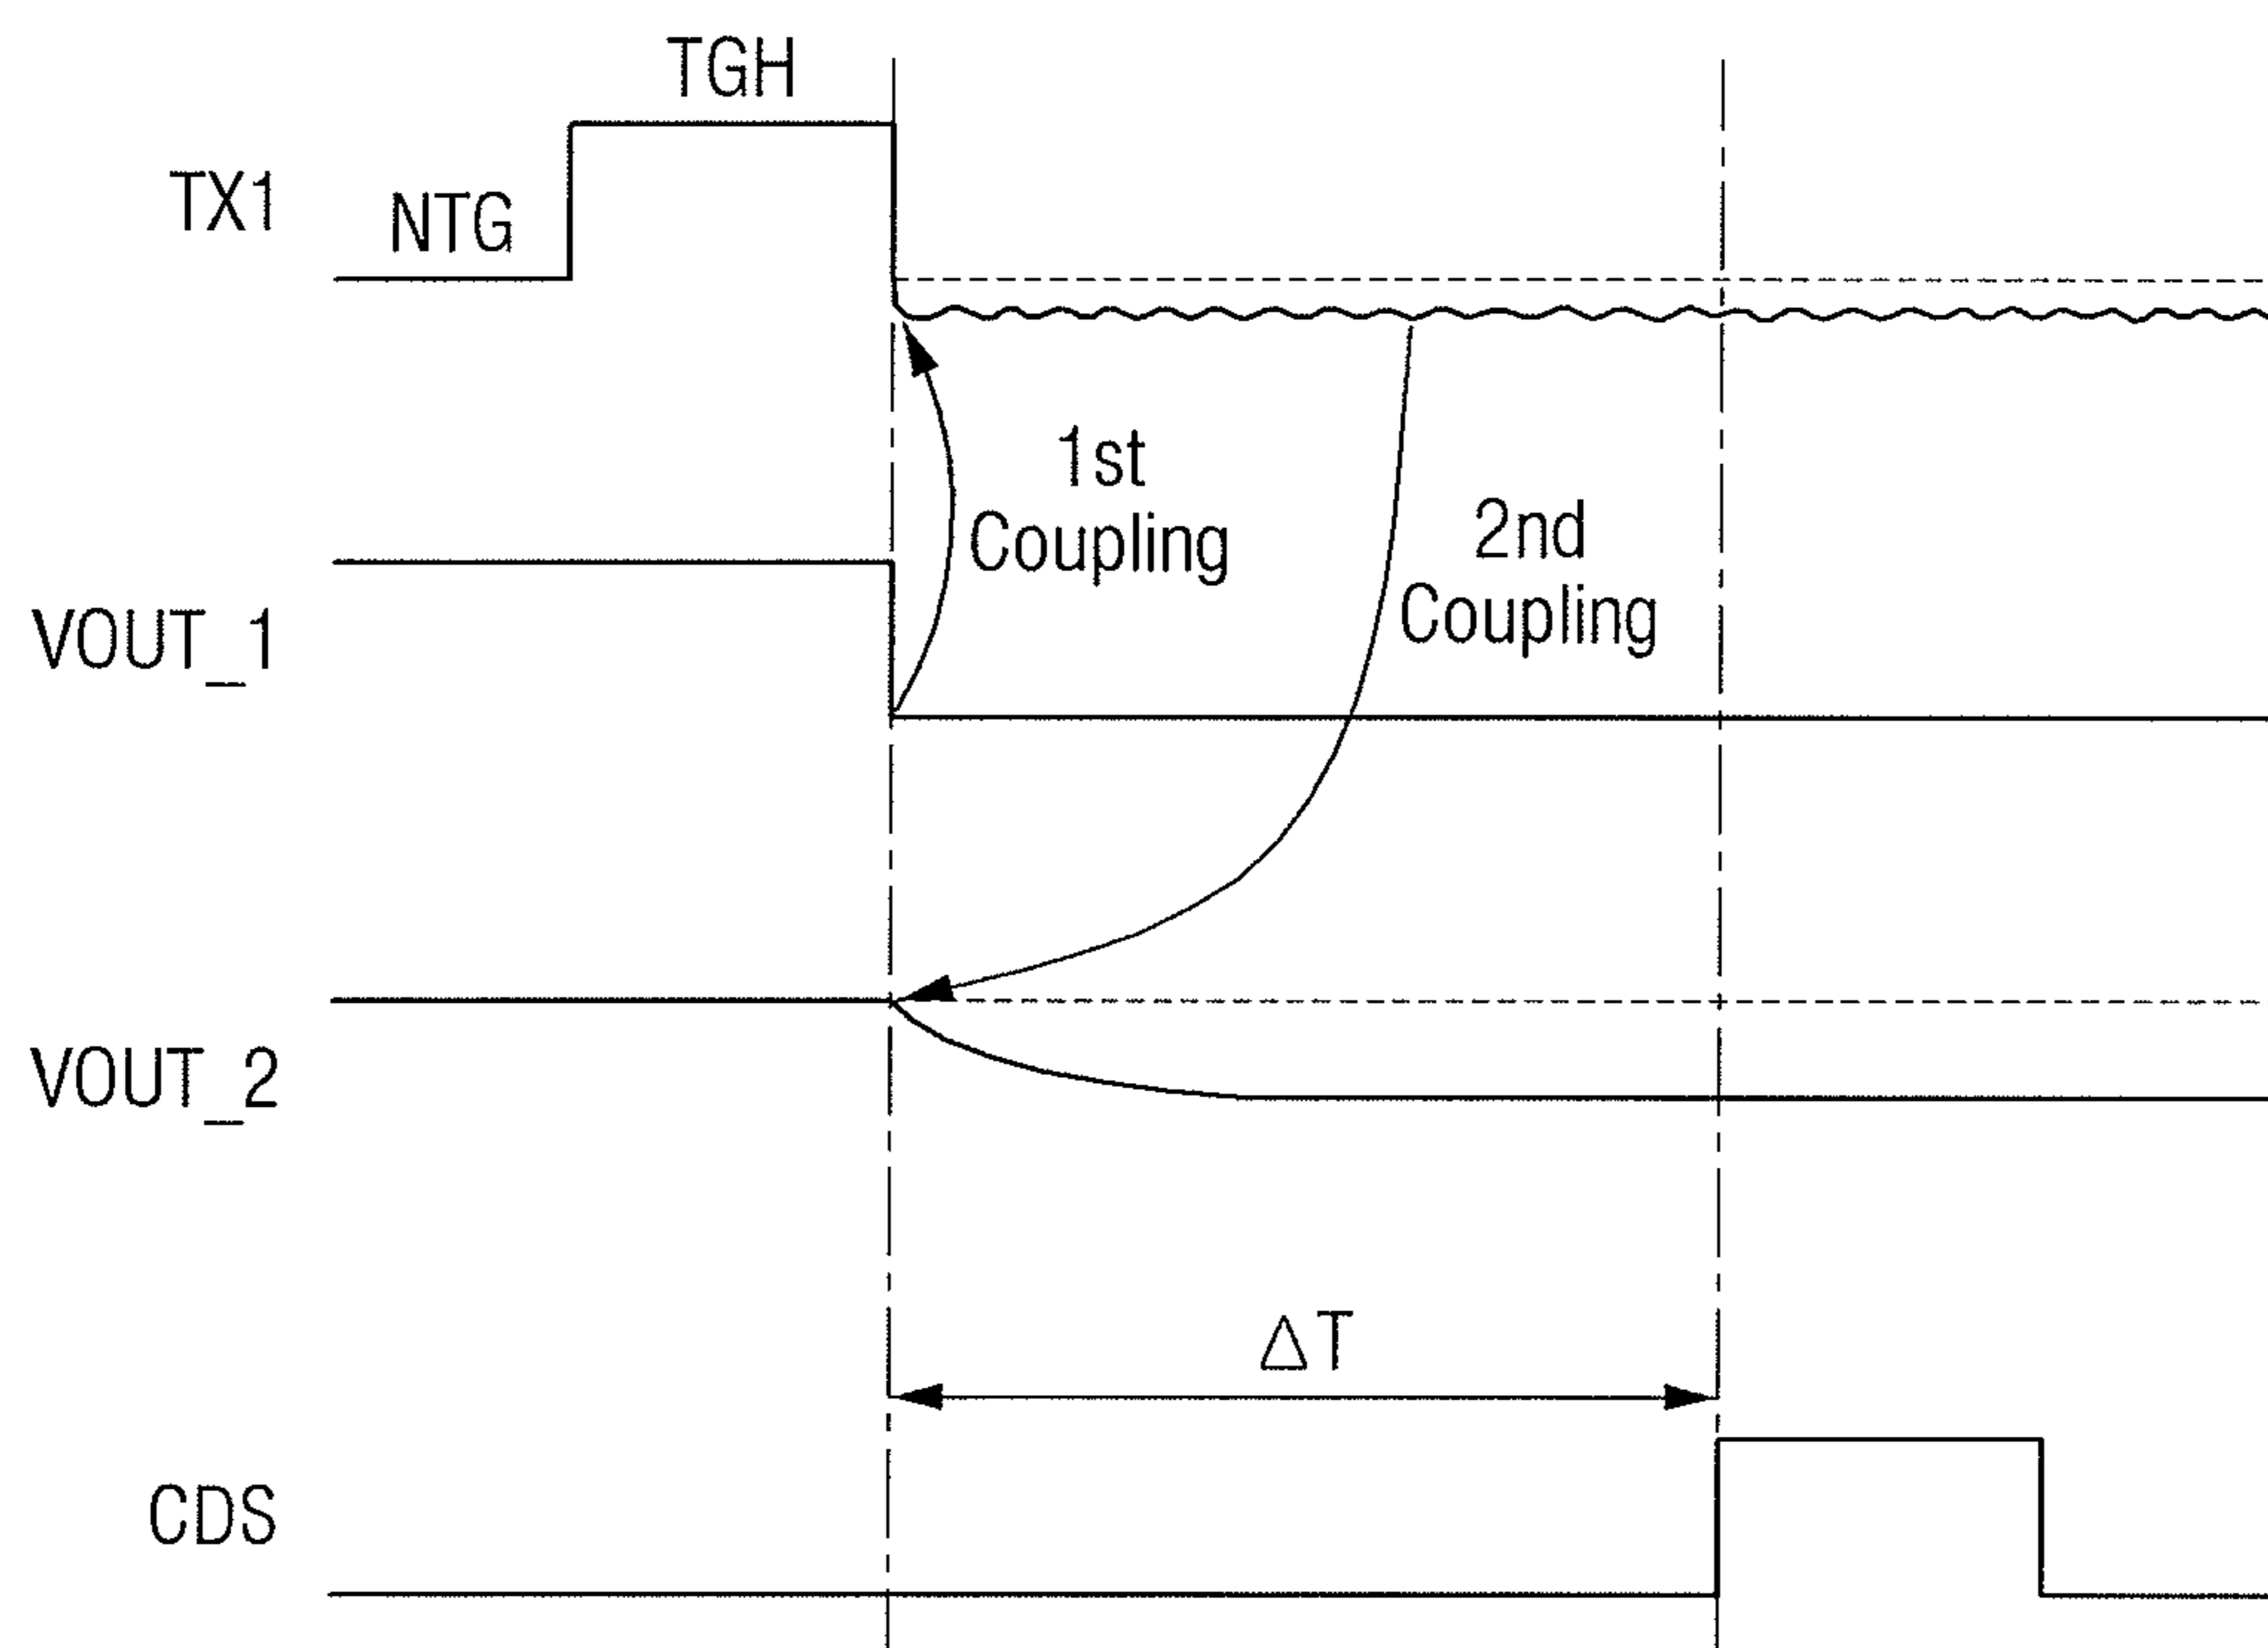 TGH
TX1
NTG
1st
Coupling
2nd
Coupling
VOUT_1
VOUT_2
ΔT
CDS